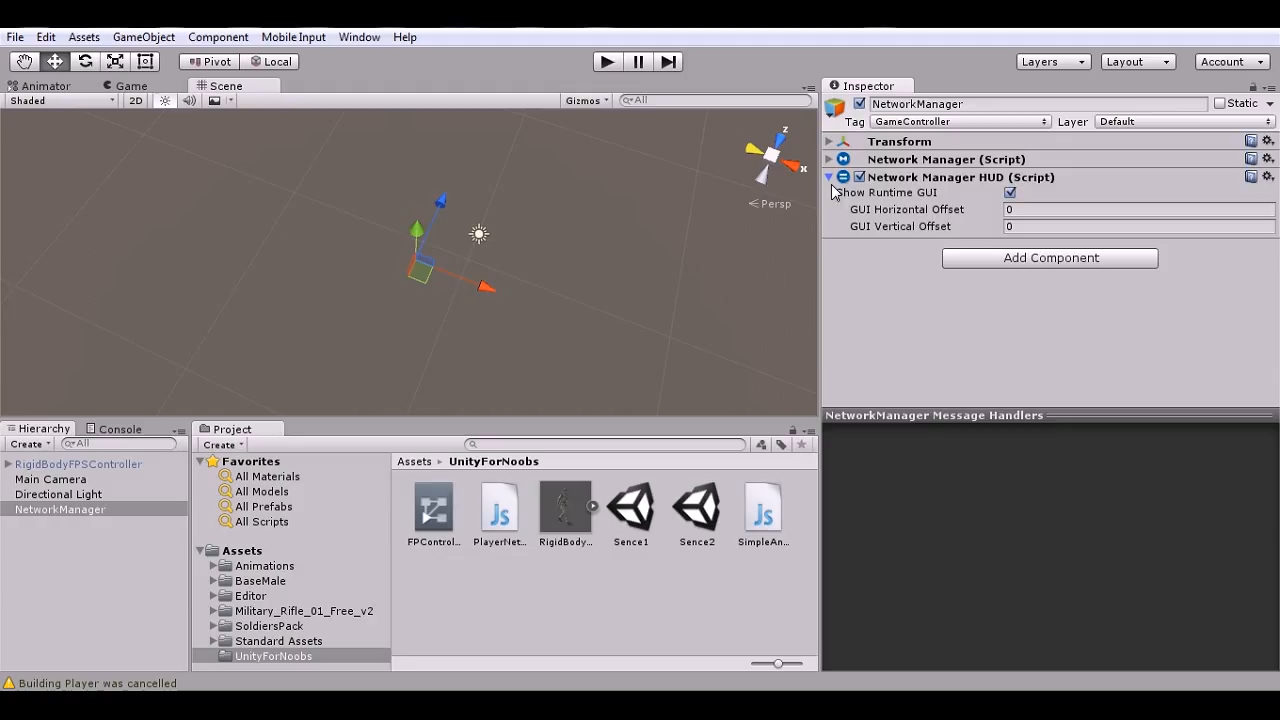 File Edit Assets GameObject Component Mobile Input Window Help
Pivot Local Layers Layout Account
Animator Game Scene
Shaded 2D Gizmos All
z
x
Persp
Inspector
NetworkManager Static
Tag GameController Layer Default
Transform
Network Manager (Script)
Network Manager HUD (Script)
Show Runtime GUI
GUI Horizontal Offset 0
GUI Vertical Offset 0
Add Component
NetworkManager Message Handlers
Hierarchy Console
Create All
RigidBodyFPSController
Main Camera
Directional Light
NetworkManager
Project
Create
Favorites
All Materials
All Models
All Prefabs
All Scripts
Assets
Animations
BaseMale
Editor
Military_Rifle_01_Free_v2
SoldiersPack
Standard Assets
UnityForNoobs
Assets UnityForNoobs
Js Js
FPControl... PlayerNet... RigidBody... Sence1 Sence2 SimpleAn...
Building Player was cancelled